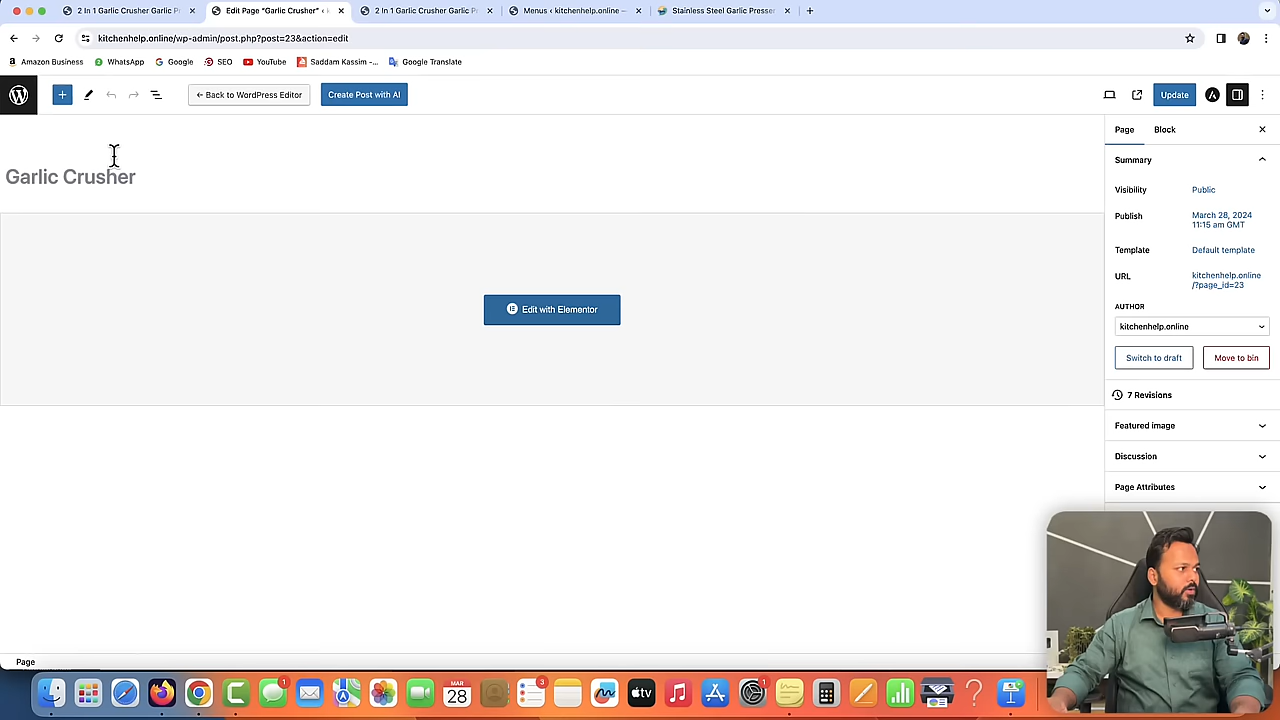 2 In 1 Garlic Crusher Garlic P
Edit Page "Garlic Crusher" ‹
2 In 1 Garlic Crusher Garlic P
Menus ‹ kitchenhelp.online —
Stainless Steel Garlic Presser
kitchenhelp.online/wp-admin/post.php?post=23&action=edit
Amazon Business
WhatsApp
Google
SEO
YouTube
Saddam Kassim -...
Google Translate
← Back to WordPress Editor
Create Post with AI
Update
Garlic Crusher
Edit with Elementor
Page
Block
Summary
Visibility
Public
Publish
March 28, 2024
11:15 am GMT
Template
Default template
URL
kitchenhelp.online
/?page_id=23
AUTHOR
kitchenhelp.online
Switch to draft
Move to bin
7 Revisions
Featured image
Discussion
Page Attributes
Page
1
MAR
28
3
tv
1